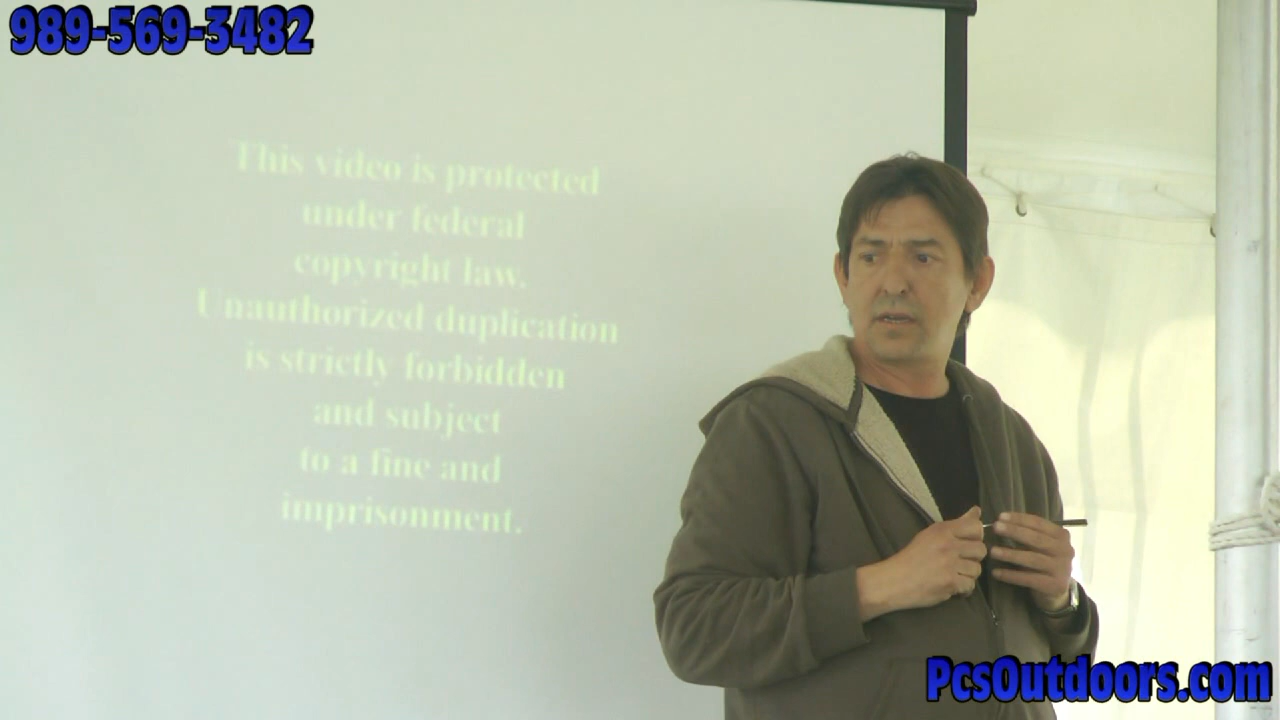 989-569-3482
This video is protected
under federal
copyright law.
Unauthorized duplication
is strictly forbidden
and subject
to a fine and
imprisonment.
PcsOutdoors.com